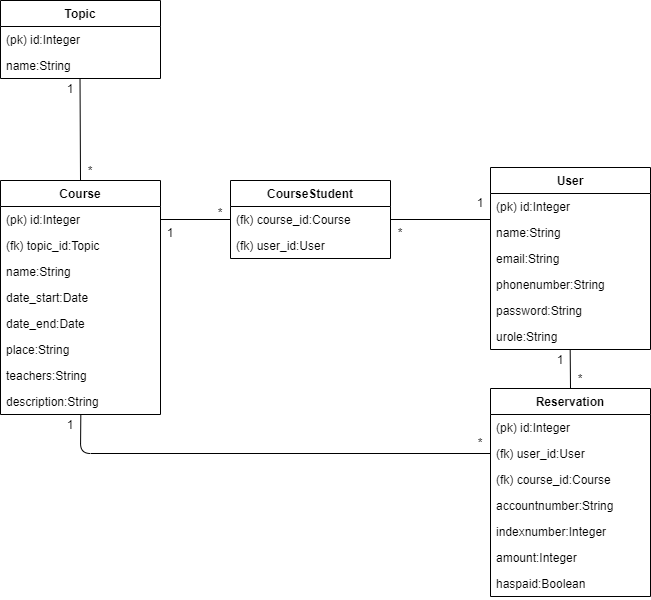 Topic
(pk) id:Integer
name:String
1
*
Course
(pk) id:Integer
(fk) topic_id:Topic
name:String
date_start:Date
date_end:Date
place:String
teachers:String
description:String
1
*
CourseStudent
(fk) course_id:Course
(fk) user_id:User
*
1
User
(pk) id:Integer
name:String
email:String
phonenumber:String
password:String
urole:String
1
*
1
*
Reservation
(pk) id:Integer
(fk) user_id:User
(fk) course_id:Course
accountnumber:String
indexnumber:Integer
amount:Integer
haspaid:Boolean